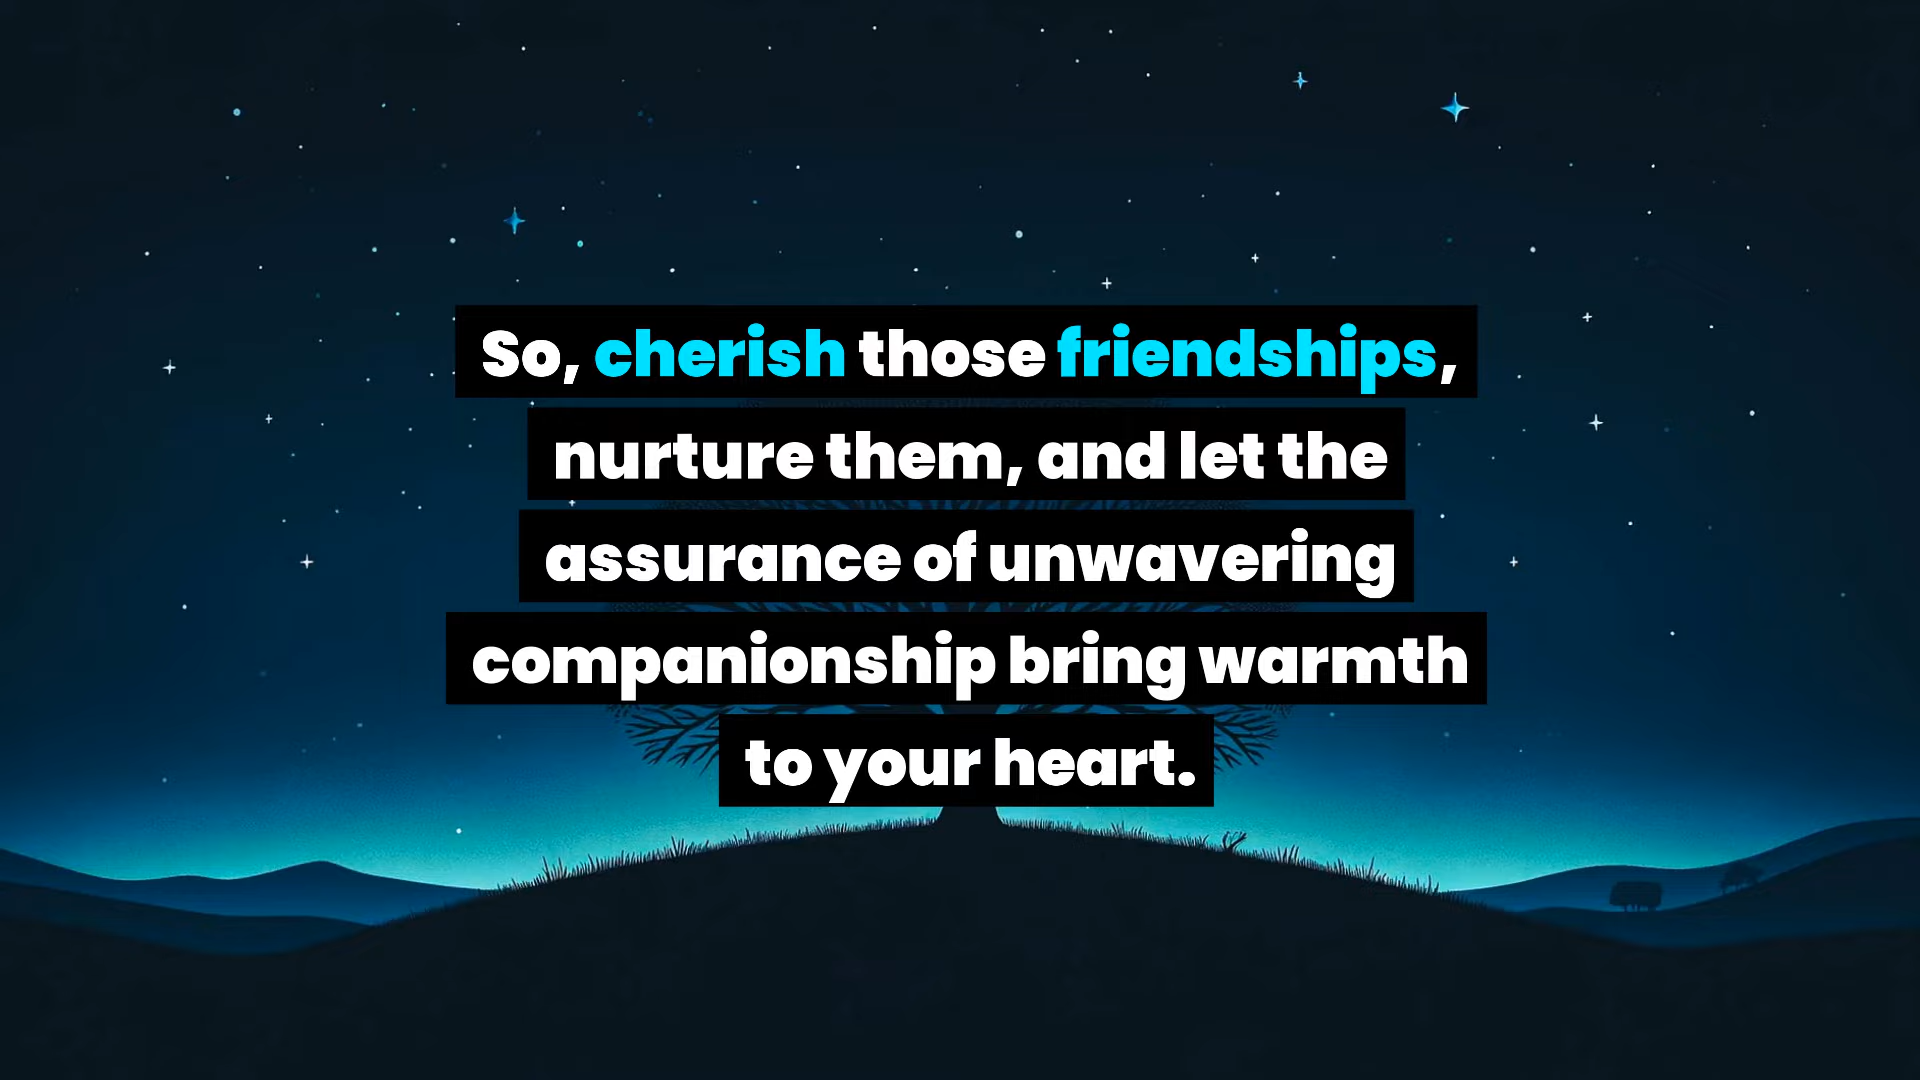 So, cherish those friendships,
nurture them, and let the
assurance of unwavering
companionship bring warmth
to your heart.